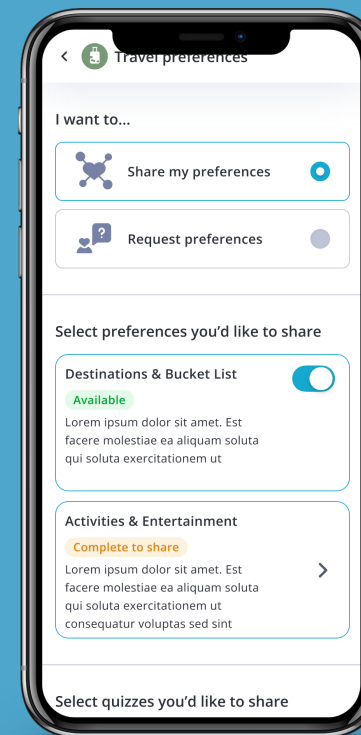 Travel preferences
I want to...
Share my preferences
?
Request preferences
Select preferences you'd like to share
Destinations & Bucket List
Available
Lorem ipsum dolor sit amet. Est
facere molestiae ea aliquam soluta
qui soluta exercitationem ut
Activities & Entertainment
Complete to share
Lorem ipsum dolor sit amet. Est
facere molestiae ea aliquam soluta
qui soluta exercitationem ut
consequatur voluptas sed sint
Select quizzes you'd like to share